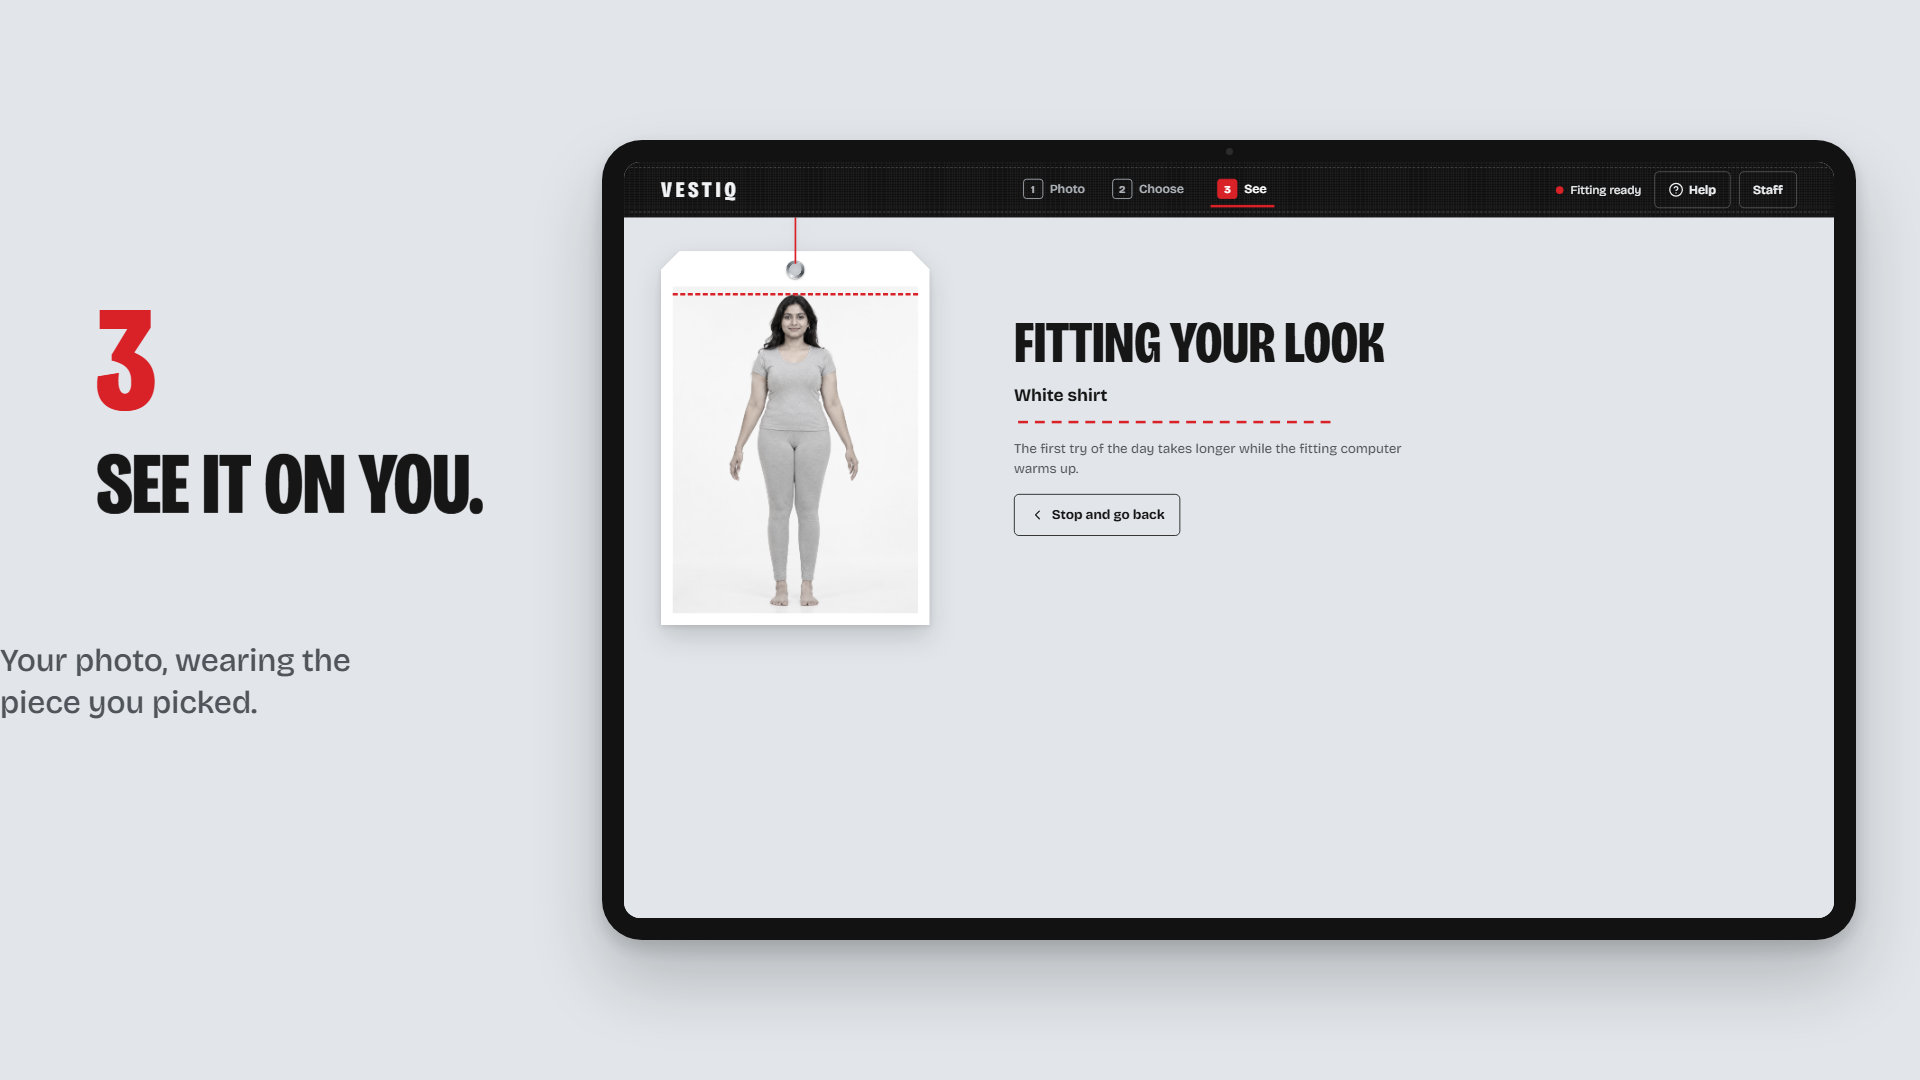 3
SEE IT ON YOU.
Your photo, wearing the
piece you picked.
VESTIQ
1 Photo
2 Choose
3 See
Fitting ready
Help
Staff
FITTING YOUR LOOK
White shirt
The first try of the day takes longer while the fitting computer
warms up.
Stop and go back